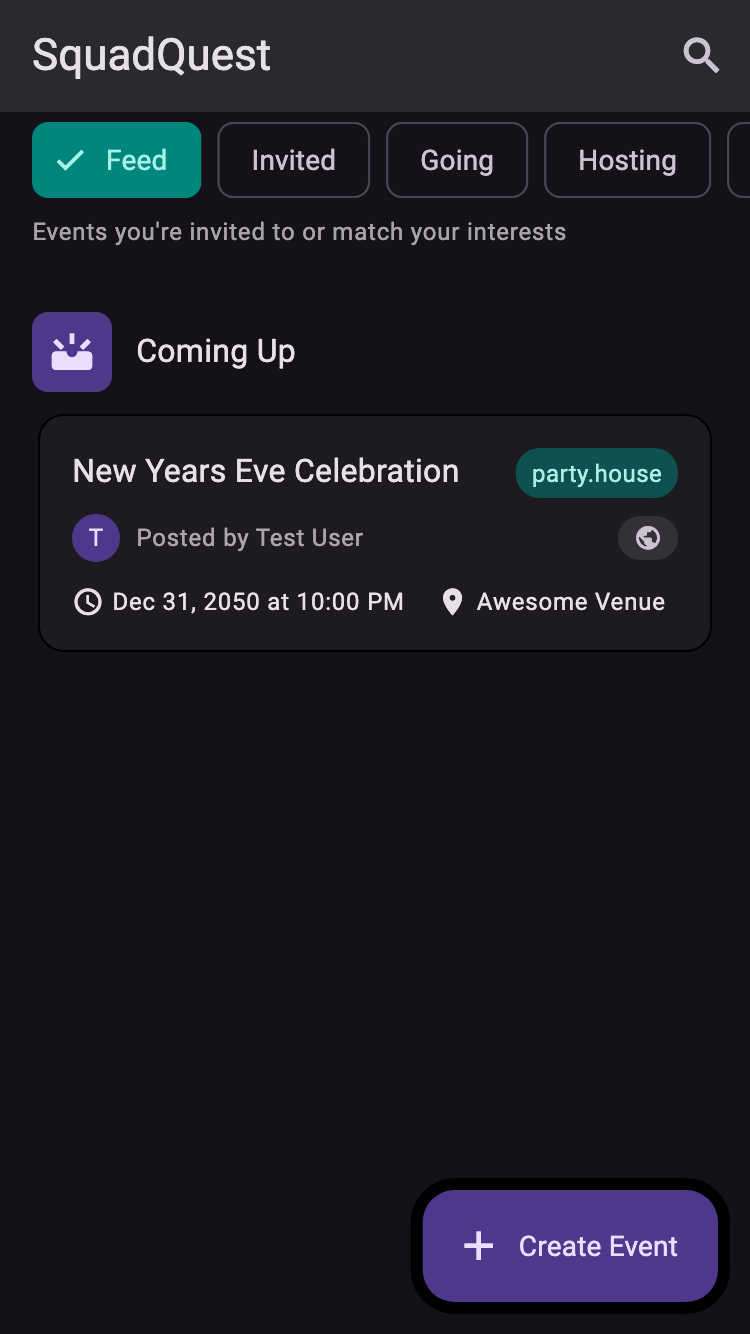 SquadQuest
Feed Invited Going Hosting
Events you're invited to or match your interests
Coming Up
New Years Eve Celebration party.house
T Posted by Test User
Dec 31, 2050 at 10:00 PM Awesome Venue
Create Event